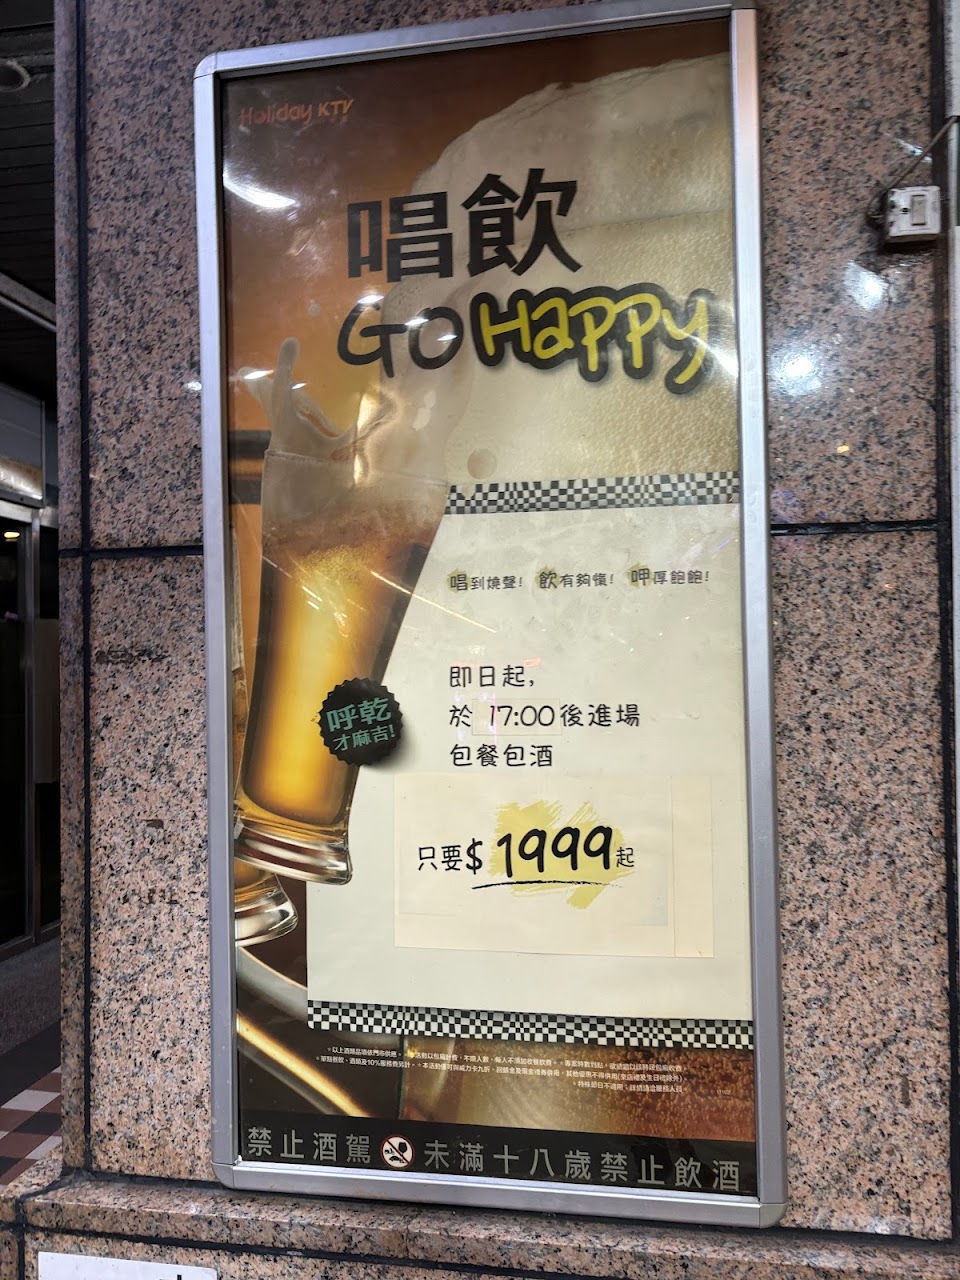 Holiday KTV
唱飲
Go Happy
唱到燒聲! 飲有夠懂! 呷厚飽飽!
即日起,
於 17:00後進場
包餐包酒
呼乾
才麻吉!
只要$1999起
禁止酒駕 未滿十八歲禁止飲酒